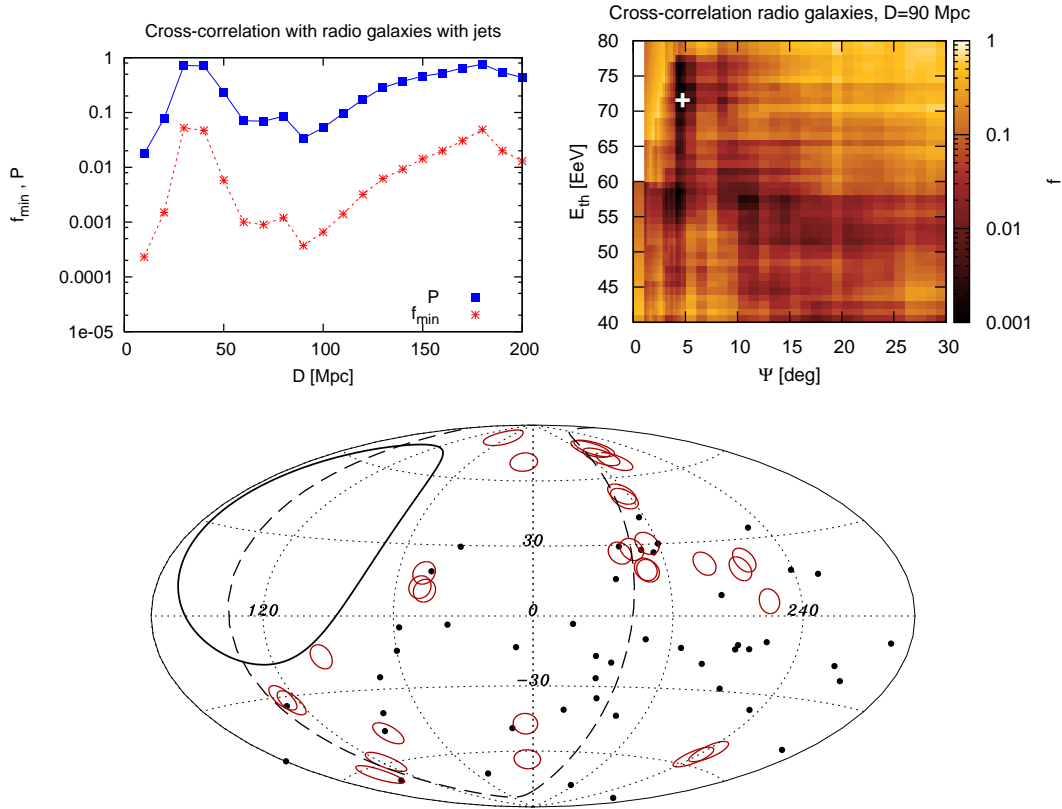 Cross-correlation with radio galaxies with jets
1
0.1
0.01
0.001
0.0001
1e-05
f_min , P
P
f_min
0 50 100 150 200
D [Mpc]
Cross-correlation radio galaxies, D=90 Mpc
80
75
70
65
60
55
50
45
40
E_th [EeV]
0 5 10 15 20 25 30
Ψ [deg]
1
0.1
0.01
0.001
f
30
120 0 240
−30